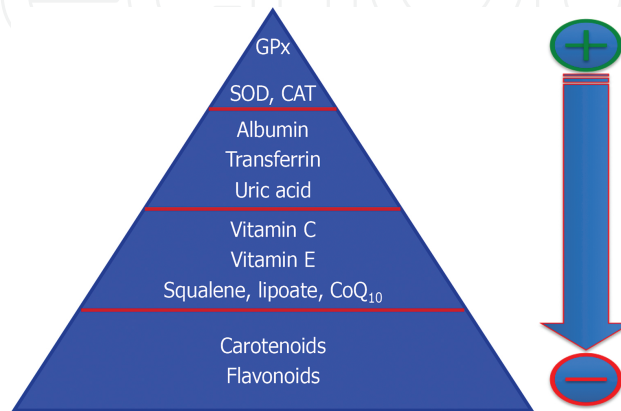 GPx
SOD, CAT
Albumin
Transferrin
Uric acid
Vitamin C
Vitamin E
Squalene, lipoate, CoQ₁₀
Carotenoids
Flavonoids
+
−